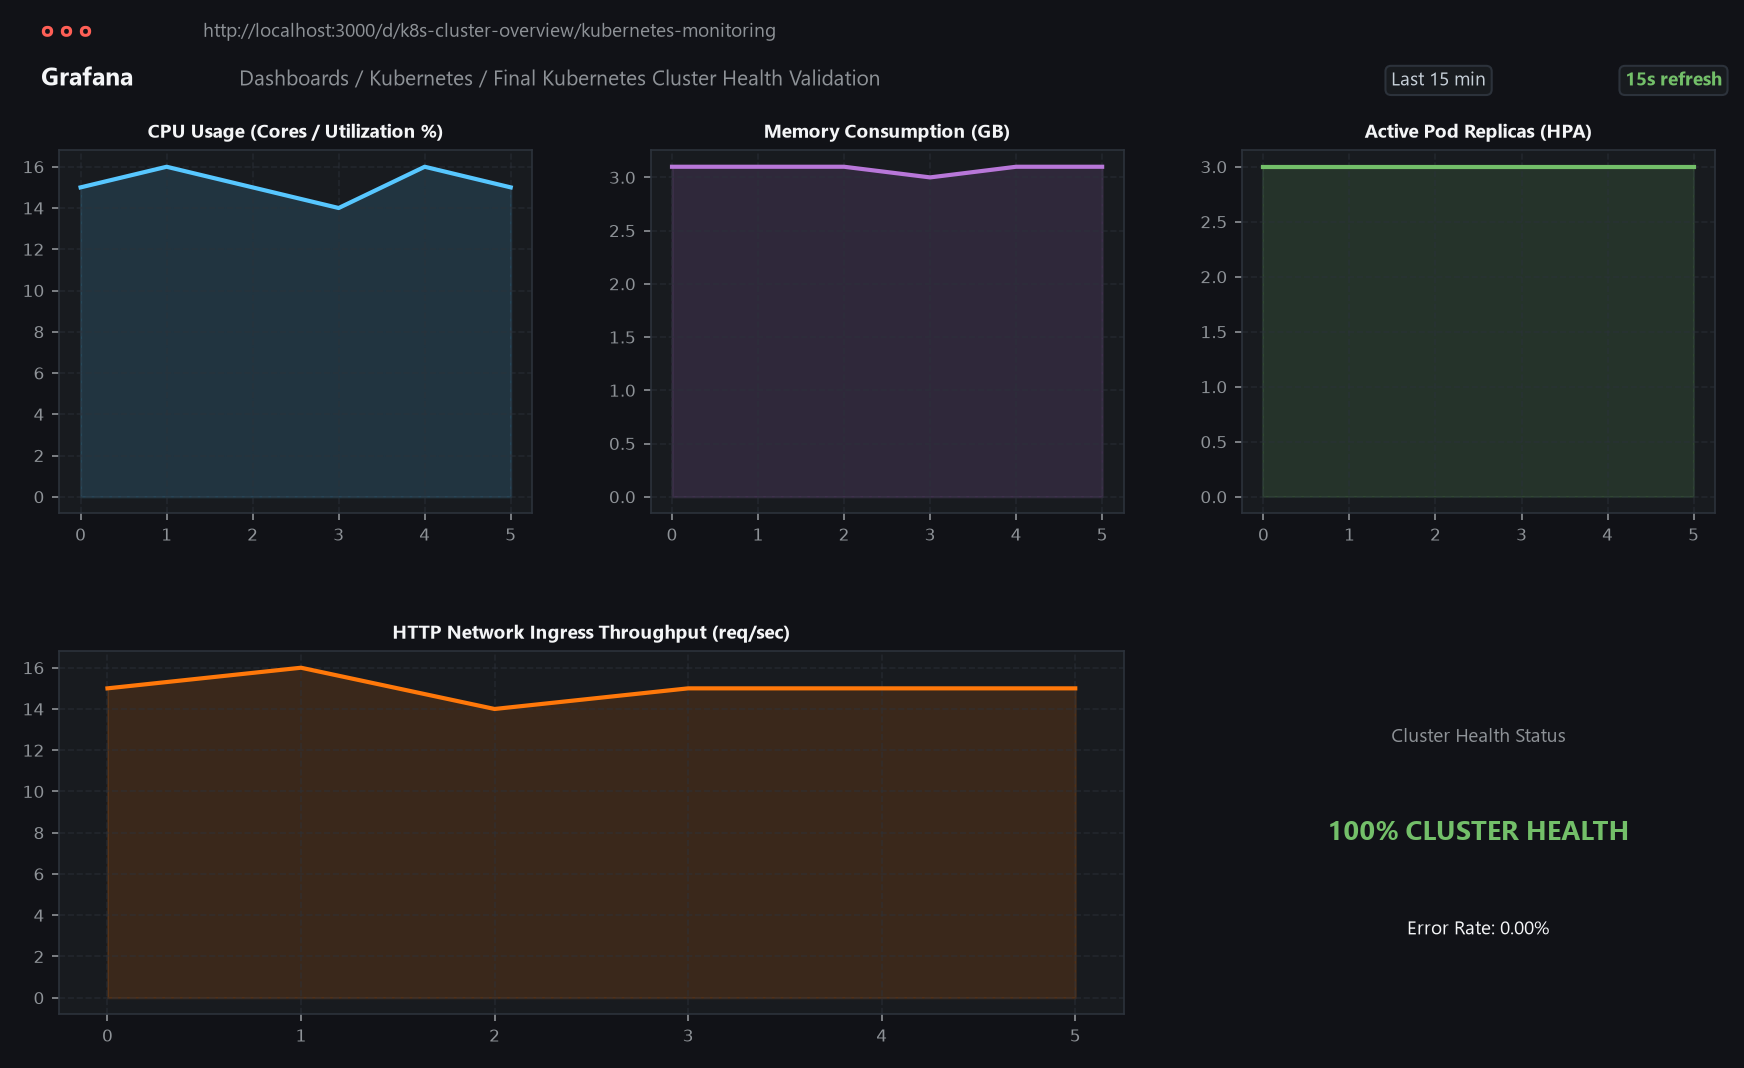 http://localhost:3000/d/k8s-cluster-overview/kubernetes-monitoring
Grafana Dashboards / Kubernetes / Final Kubernetes Cluster Health Validation Last 15 min 15s refresh
CPU Usage (Cores / Utilization %)
16
14
12
10
8
6
4
2
0
0 1 2 3 4 5
Memory Consumption (GB)
3.0
2.5
2.0
1.5
1.0
0.5
0.0
0 1 2 3 4 5
Active Pod Replicas (HPA)
3.0
2.5
2.0
1.5
1.0
0.5
0.0
0 1 2 3 4 5
HTTP Network Ingress Throughput (req/sec)
16
14
12
10
8
6
4
2
0
0 1 2 3 4 5
Cluster Health Status
100% CLUSTER HEALTH
Error Rate: 0.00%